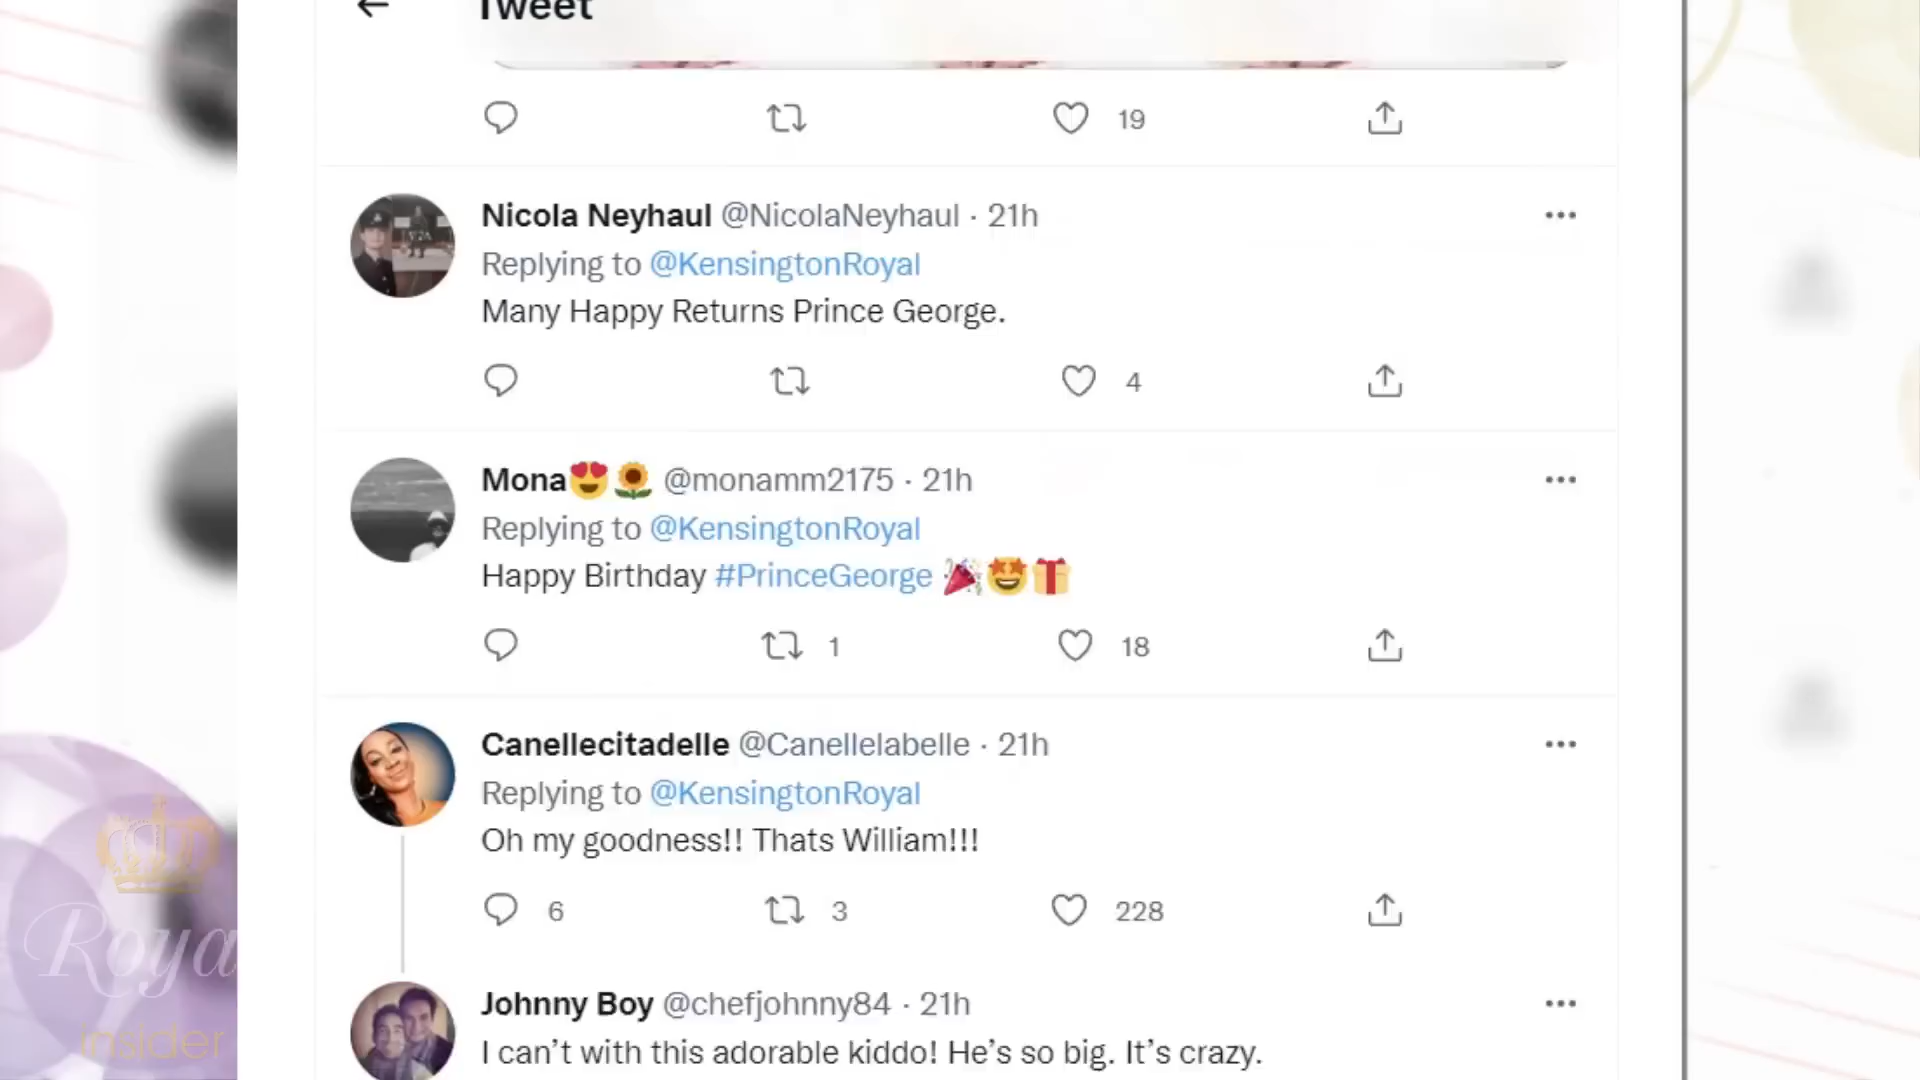 Tweet
19
Nicola Neyhaul @NicolaNeyhaul · 21h
Replying to @KensingtonRoyal
Many Happy Returns Prince George.
4
Mona😍🌻 @monamm2175 · 21h
Replying to @KensingtonRoyal
Happy Birthday #PrinceGeorge 🎉🤩🎁
1 18
Canellecitadelle @Canellelabelle · 21h
Replying to @KensingtonRoyal
Oh my goodness!! Thats William!!!
6 3 228
Johnny Boy @chefjohnny84 · 21h
I can’t with this adorable kiddo! He’s so big. It’s crazy.
Roya
Insider